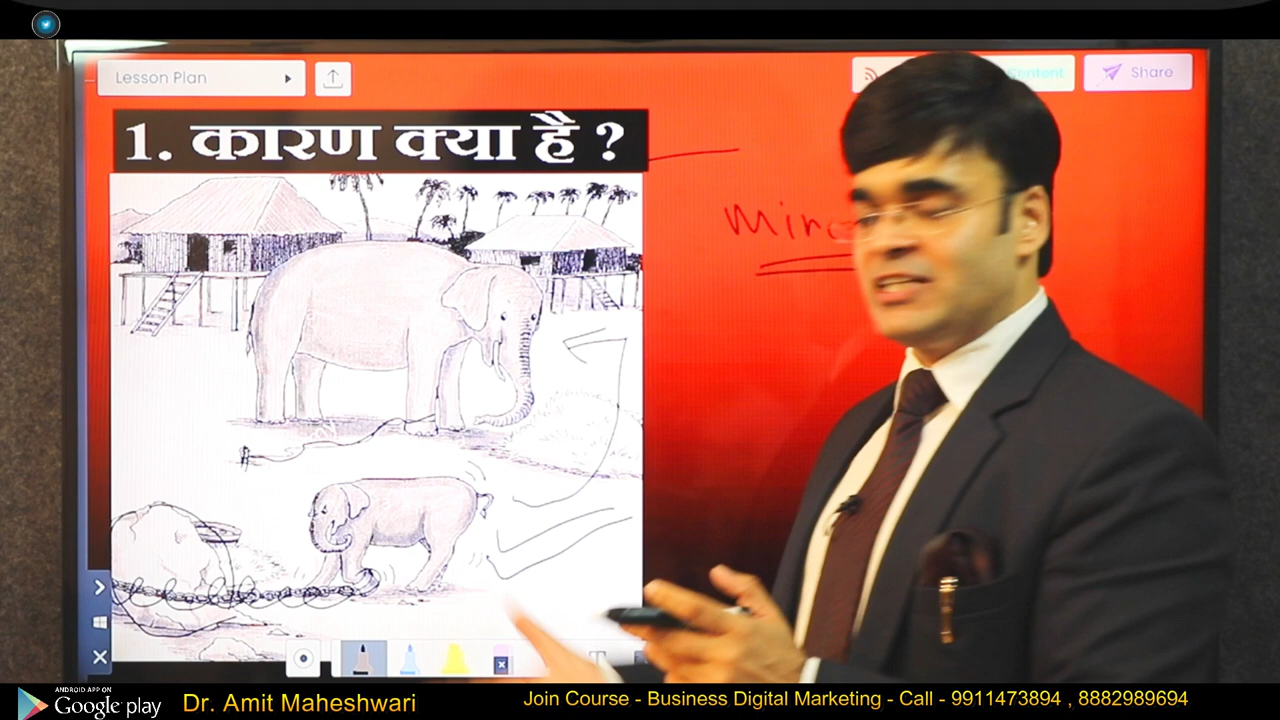 Lesson Plan
Content
Share
1. कारण क्या है ?
ANDROID APP ON
Google play
Dr. Amit Maheshwari
Join Course - Business Digital Marketing - Call - 9911473894 , 8882989694